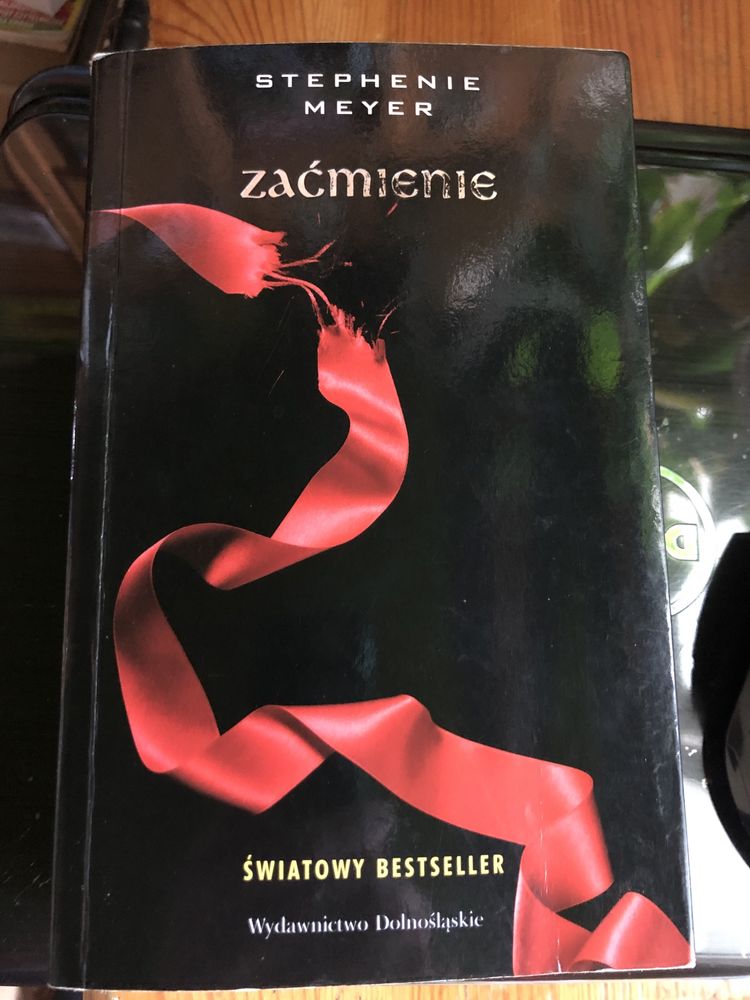 STEPHENIE
MEYER
ZAĆMIENIE
ŚWIATOWY BESTSELLER
Wydawnictwo Dolnośląskie